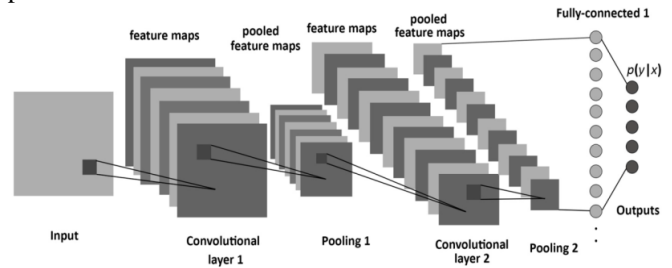 Fully-connected 1
feature maps
pooled
feature maps
feature maps
pooled
feature maps
p(y|x)
Input
Convolutional
layer 1
Pooling 1
Convolutional
layer 2
Pooling 2
Outputs